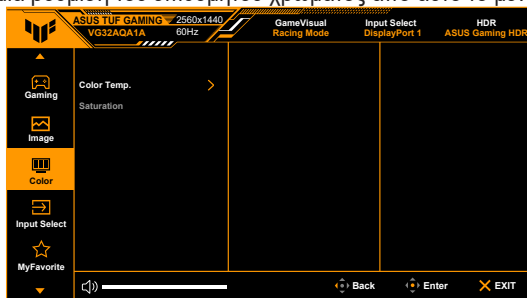 ASUS TUF GAMING 2560x1440 GameVisual Input Select HDR
VG32AQA1A 60Hz Racing Mode DisplayPort 1 ASUS Gaming HDR
Gaming
Color Temp.
Saturation
Image
Color
Input Select
MyFavorite
Back Enter EXIT